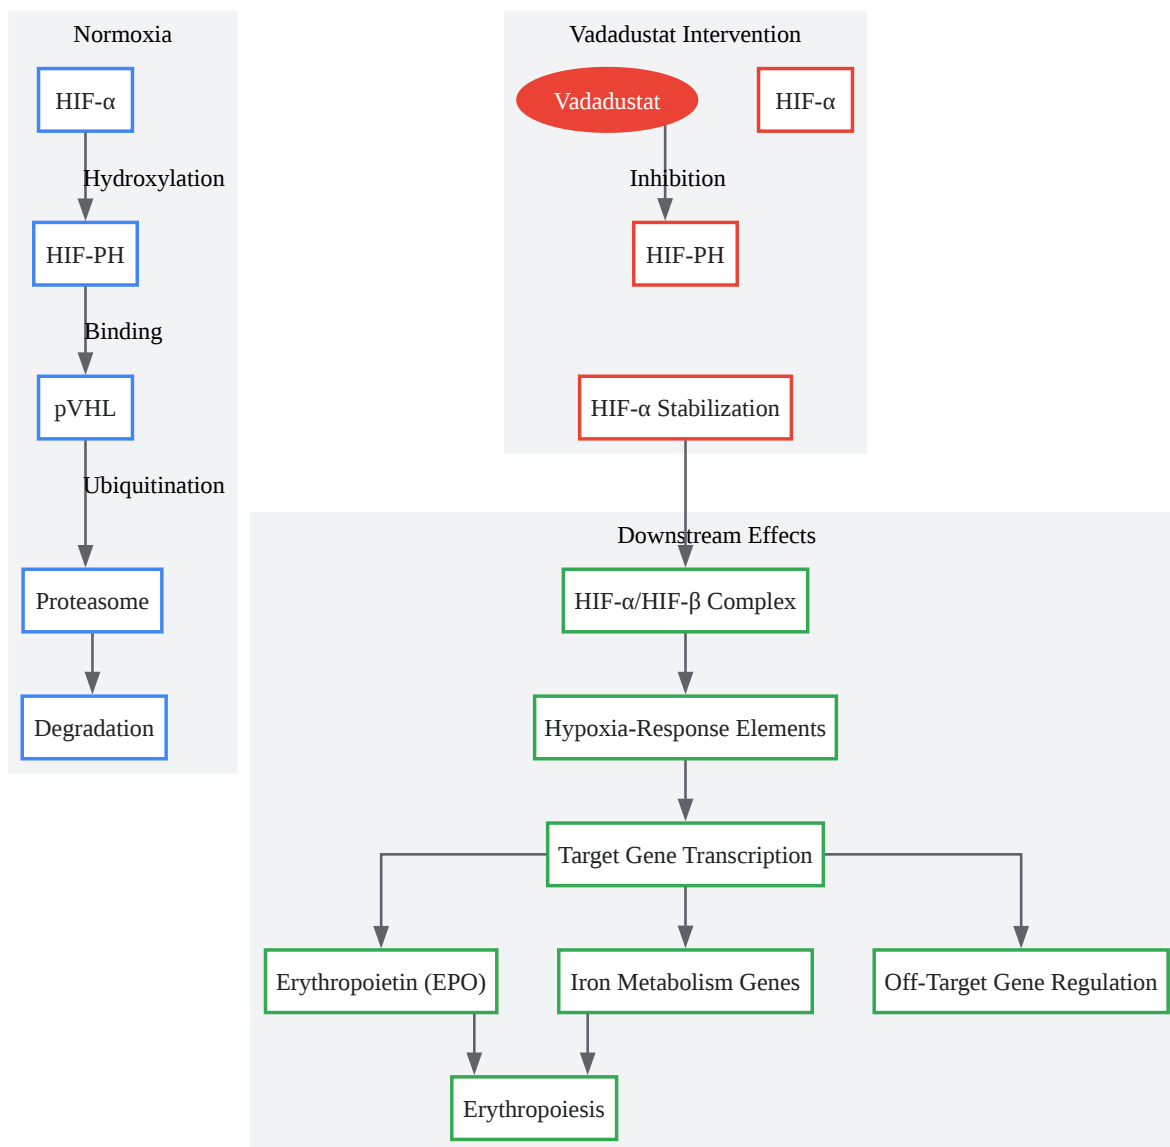 Normoxia
HIF-α
Hydroxylation
HIF-PH
Binding
pVHL
Ubiquitination
Proteasome
Degradation
Vadadustat Intervention
Vadadustat
HIF-α
Inhibition
HIF-PH
HIF-α Stabilization
Downstream Effects
HIF-α/HIF-β Complex
Hypoxia-Response Elements
Target Gene Transcription
Erythropoietin (EPO)
Iron Metabolism Genes
Off-Target Gene Regulation
Erythropoiesis